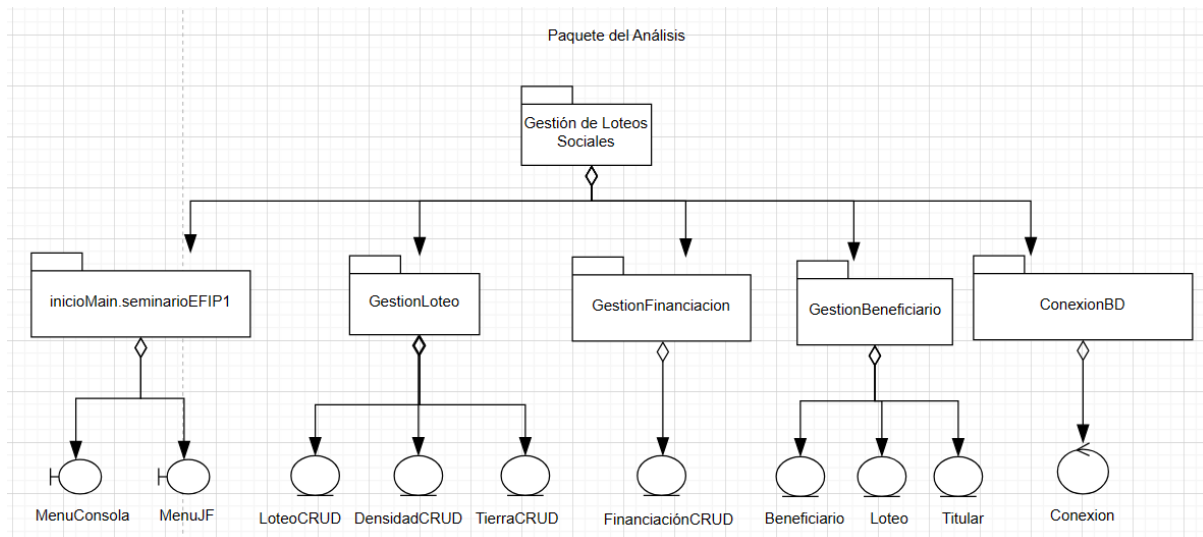 Paquete del Análisis
Gestión de Loteos
Sociales
inicioMain.seminarioEFIP1
GestionLoteo
GestionFinanciacion
GestionBeneficiario
ConexionBD
MenuConsola
MenuJF
LoteoCRUD
DensidadCRUD
TierraCRUD
FinanciaciónCRUD
Beneficiario
Loteo
Titular
Conexion